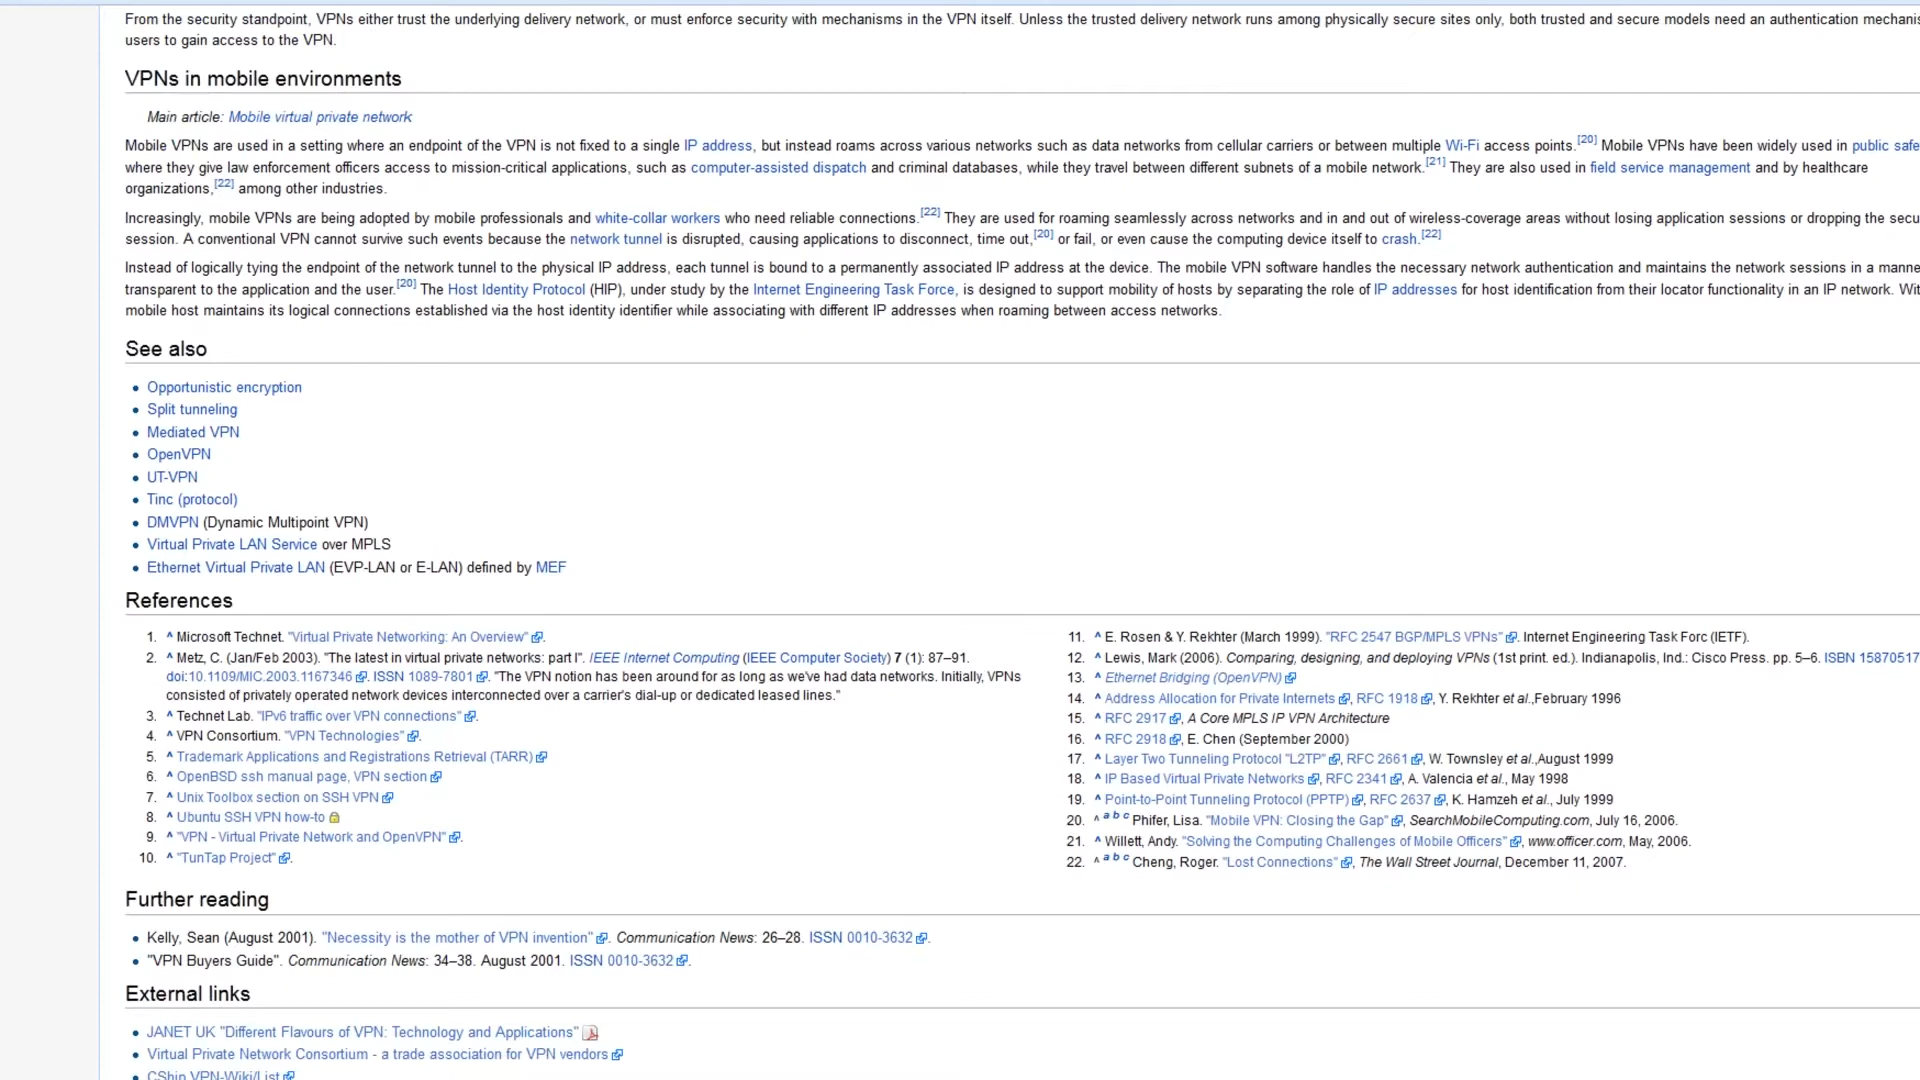 From the security standpoint, VPNs either trust the underlying delivery network, or must enforce security with mechanisms in the VPN itself. Unless the trusted delivery network runs among physically secure sites only, both trusted and secure models need an authentication mechanis
users to gain access to the VPN.
VPNs in mobile environments
Main article: Mobile virtual private network
Mobile VPNs are used in a setting where an endpoint of the VPN is not fixed to a single IP address, but instead roams across various networks such as data networks from cellular carriers or between multiple Wi-Fi access points.[20] Mobile VPNs have been widely used in public safe
where they give law enforcement officers access to mission-critical applications, such as computer-assisted dispatch and criminal databases, while they travel between different subnets of a mobile network.[21] They are also used in field service management and by healthcare
organizations,[22] among other industries.
Increasingly, mobile VPNs are being adopted by mobile professionals and white-collar workers who need reliable connections.[22] They are used for roaming seamlessly across networks and in and out of wireless-coverage areas without losing application sessions or dropping the secu
session. A conventional VPN cannot survive such events because the network tunnel is disrupted, causing applications to disconnect, time out,[20] or fail, or even cause the computing device itself to crash.[22]
Instead of logically tying the endpoint of the network tunnel to the physical IP address, each tunnel is bound to a permanently associated IP address at the device. The mobile VPN software handles the necessary network authentication and maintains the network sessions in a manne
transparent to the application and the user.[20] The Host Identity Protocol (HIP), under study by the Internet Engineering Task Force, is designed to support mobility of hosts by separating the role of IP addresses for host identification from their locator functionality in an IP network. Wit
mobile host maintains its logical connections established via the host identity identifier while associating with different IP addresses when roaming between access networks.
See also
• Opportunistic encryption
• Split tunneling
• Mediated VPN
• OpenVPN
• UT-VPN
• Tinc (protocol)
• DMVPN (Dynamic Multipoint VPN)
• Virtual Private LAN Service over MPLS
• Ethernet Virtual Private LAN (EVP-LAN or E-LAN) defined by MEF
References
1. ^ Microsoft Technet. "Virtual Private Networking: An Overview".
2. ^ Metz, C. (Jan/Feb 2003). "The latest in virtual private networks: part I". IEEE Internet Computing (IEEE Computer Society) 7 (1): 87–91.
doi:10.1109/MIC.2003.1167346. ISSN 1089-7801. "The VPN notion has been around for as long as we've had data networks. Initially, VPNs
consisted of privately operated network devices interconnected over a carrier's dial-up or dedicated leased lines."
3. ^ Technet Lab. "IPv6 traffic over VPN connections".
4. ^ VPN Consortium. "VPN Technologies".
5. ^ Trademark Applications and Registrations Retrieval (TARR)
6. ^ OpenBSD ssh manual page, VPN section
7. ^ Unix Toolbox section on SSH VPN
8. ^ Ubuntu SSH VPN how-to
9. ^ "VPN - Virtual Private Network and OpenVPN".
10. ^ "TunTap Project".
11. ^ E. Rosen & Y. Rekhter (March 1999). "RFC 2547 BGP/MPLS VPNs". Internet Engineering Task Forc (IETF).
12. ^ Lewis, Mark (2006). Comparing, designing, and deploying VPNs (1st print. ed.). Indianapolis, Ind.: Cisco Press. pp. 5–6. ISBN 15870517
13. ^ Ethernet Bridging (OpenVPN)
14. ^ Address Allocation for Private Internets, RFC 1918, Y. Rekhter et al.,February 1996
15. ^ RFC 2917, A Core MPLS IP VPN Architecture
16. ^ RFC 2918, E. Chen (September 2000)
17. ^ Layer Two Tunneling Protocol "L2TP", RFC 2661, W. Townsley et al.,August 1999
18. ^ IP Based Virtual Private Networks, RFC 2341, A. Valencia et al., May 1998
19. ^ Point-to-Point Tunneling Protocol (PPTP), RFC 2637, K. Hamzeh et al., July 1999
20. ^ a b c Phifer, Lisa. "Mobile VPN: Closing the Gap", SearchMobileComputing.com, July 16, 2006.
21. ^ Willett, Andy. "Solving the Computing Challenges of Mobile Officers", www.officer.com, May, 2006.
22. ^ a b c Cheng, Roger. "Lost Connections", The Wall Street Journal, December 11, 2007.
Further reading
• Kelly, Sean (August 2001). "Necessity is the mother of VPN invention". Communication News: 26–28. ISSN 0010-3632.
• "VPN Buyers Guide". Communication News: 34–38. August 2001. ISSN 0010-3632.
External links
• JANET UK "Different Flavours of VPN: Technology and Applications"
• Virtual Private Network Consortium - a trade association for VPN vendors
• CShip VPN-Wiki/List